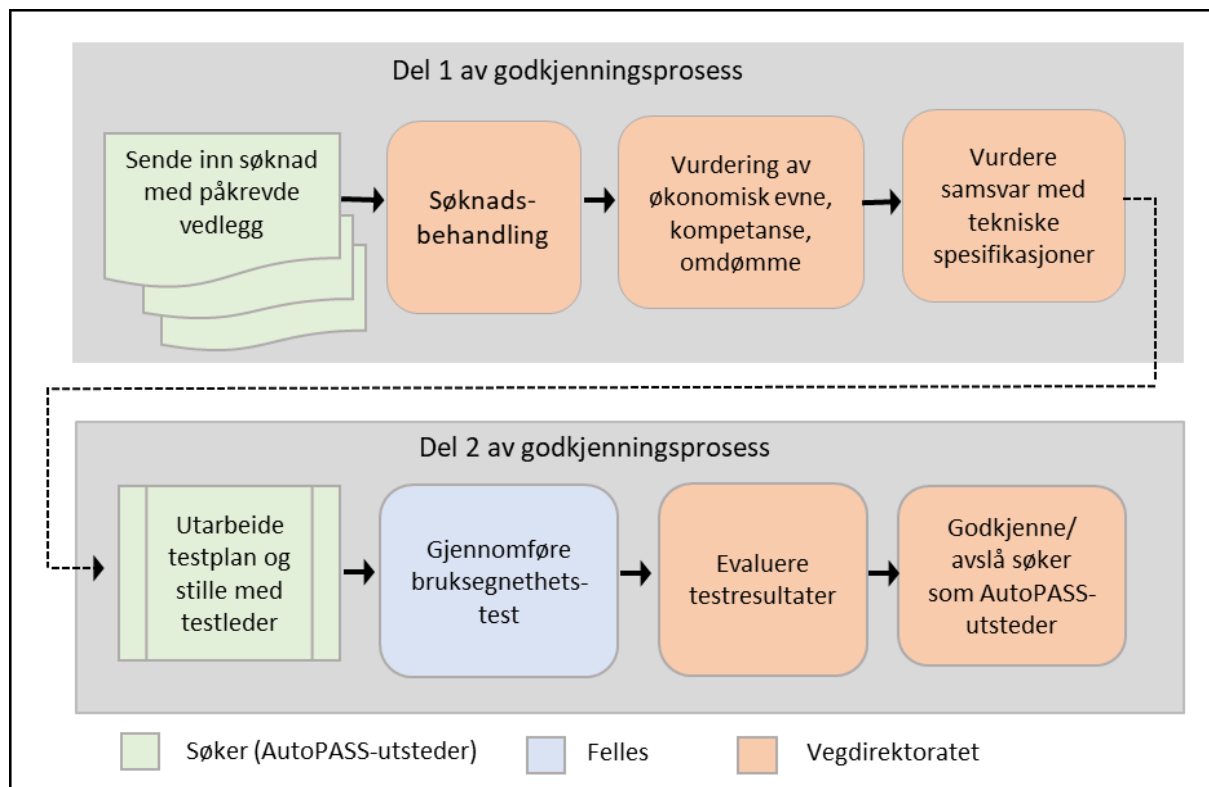 Del 1 av godkjenningsprosess
Sende inn søknad
med påkrevde
vedlegg
Søknads-
behandling
Vurdering av
økonomisk evne,
kompetanse,
omdømme
Vurdere
samsvar med
tekniske
spesifikasjoner
Del 2 av godkjenningsprosess
Utarbeide
testplan og
stille med
testleder
Gjennomføre
bruksegnethets-
test
Evaluere
testresultater
Godkjenne/
avslå søker
som AutoPASS-
utsteder
Søker (AutoPASS-utsteder)
Felles
Vegdirektoratet